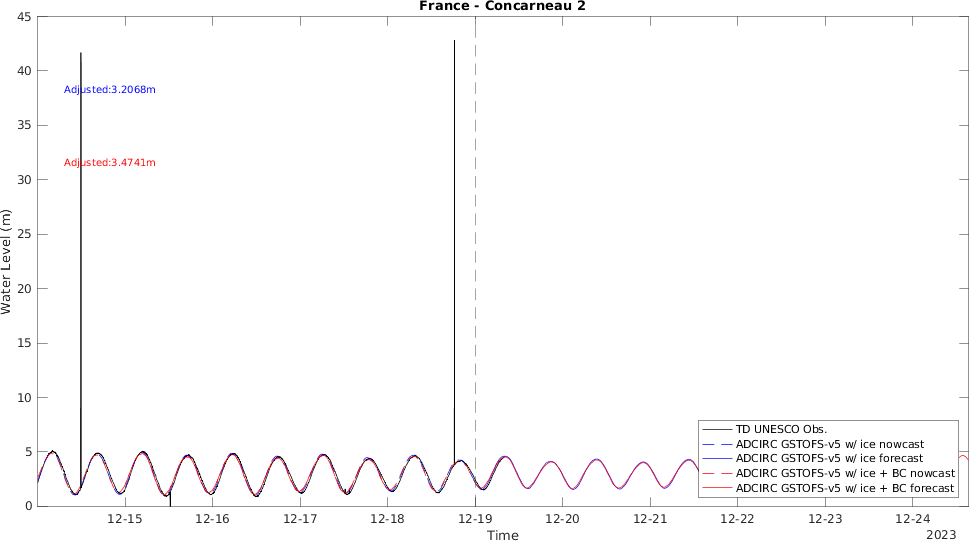 France - Concarneau 2
45
40
35
30
25
20
15
10
5
0
Water Level (m)
Adjusted:3.2068m
Adjusted:3.4741m
TD UNESCO Obs.
ADCIRC GSTOFS-v5 w/ ice nowcast
ADCIRC GSTOFS-v5 w/ ice forecast
ADCIRC GSTOFS-v5 w/ ice + BC nowcast
ADCIRC GSTOFS-v5 w/ ice + BC forecast
12-15 12-16 12-17 12-18 12-19 12-20 12-21 12-22 12-23 12-24
Time
2023